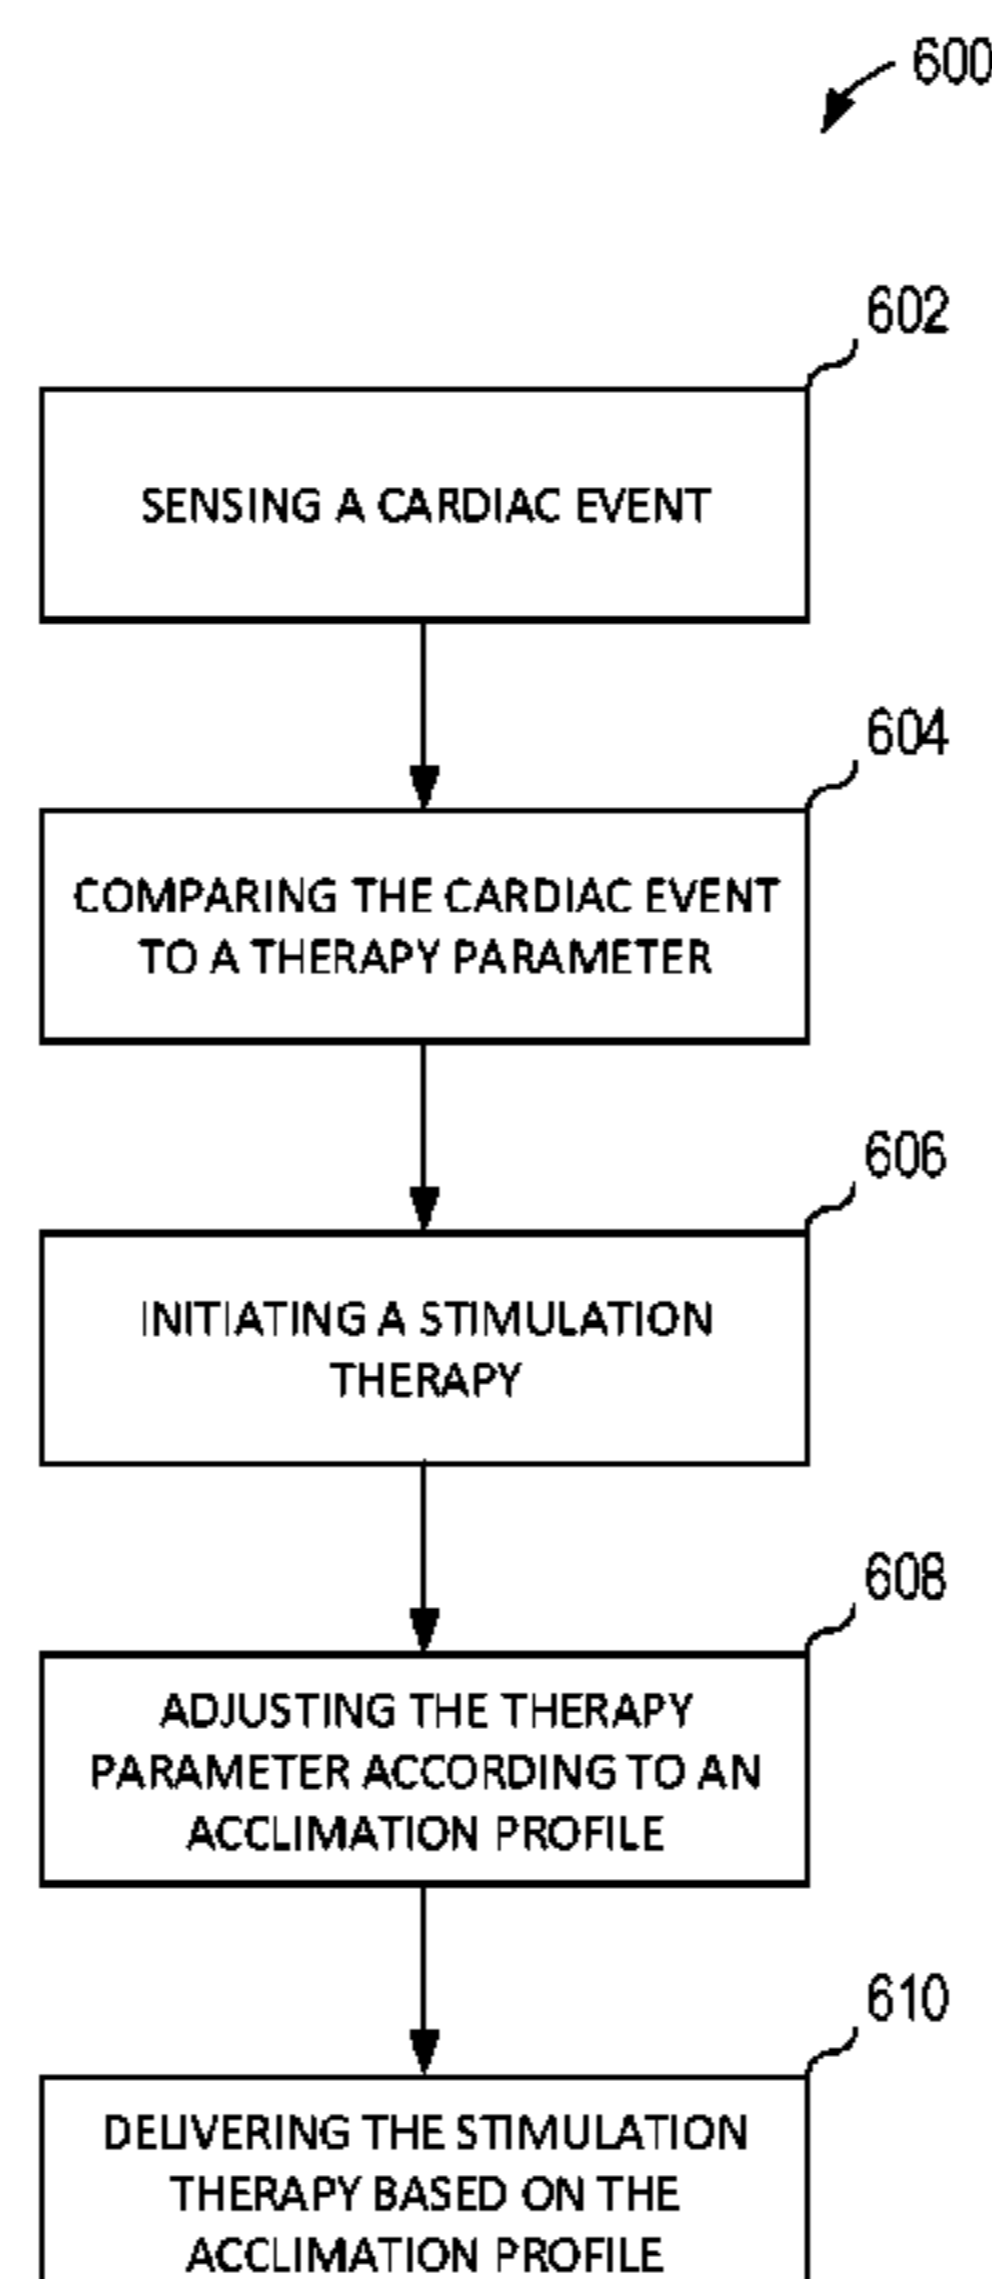 600
602
SENSING A CARDIAC EVENT
604
COMPARING THE CARDIAC EVENT
TO A THERAPY PARAMETER
606
INITIATING A STIMULATION
THERAPY
608
ADJUSTING THE THERAPY
PARAMETER ACCORDING TO AN
ACCLIMATION PROFILE
610
DELIVERING THE STIMULATION
THERAPY BASED ON THE
ACCLIMATION PROFILE